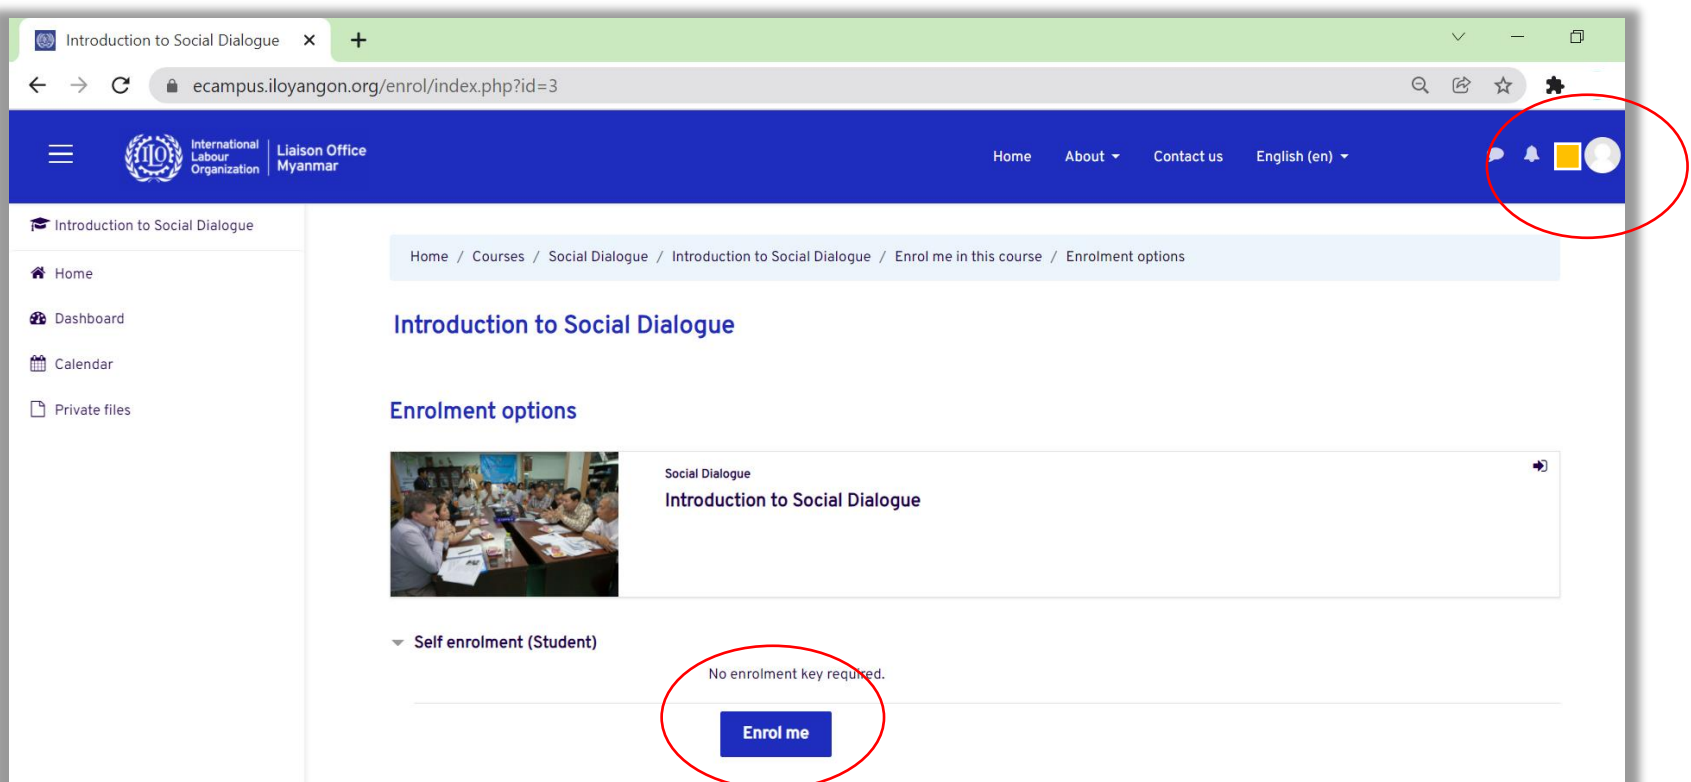 Introduction to Social Dialogue
ecampus.iloyangon.org/enrol/index.php?id=3
International
Labour
Organization
Liaison Office
Myanmar
Home About Contact us English (en)
Introduction to Social Dialogue
Home
Dashboard
Calendar
Private files
Home / Courses / Social Dialogue / Introduction to Social Dialogue / Enrol me in this course / Enrolment options
Introduction to Social Dialogue
Enrolment options
Social Dialogue
Introduction to Social Dialogue
Self enrolment (Student)
No enrolment key required.
Enrol me